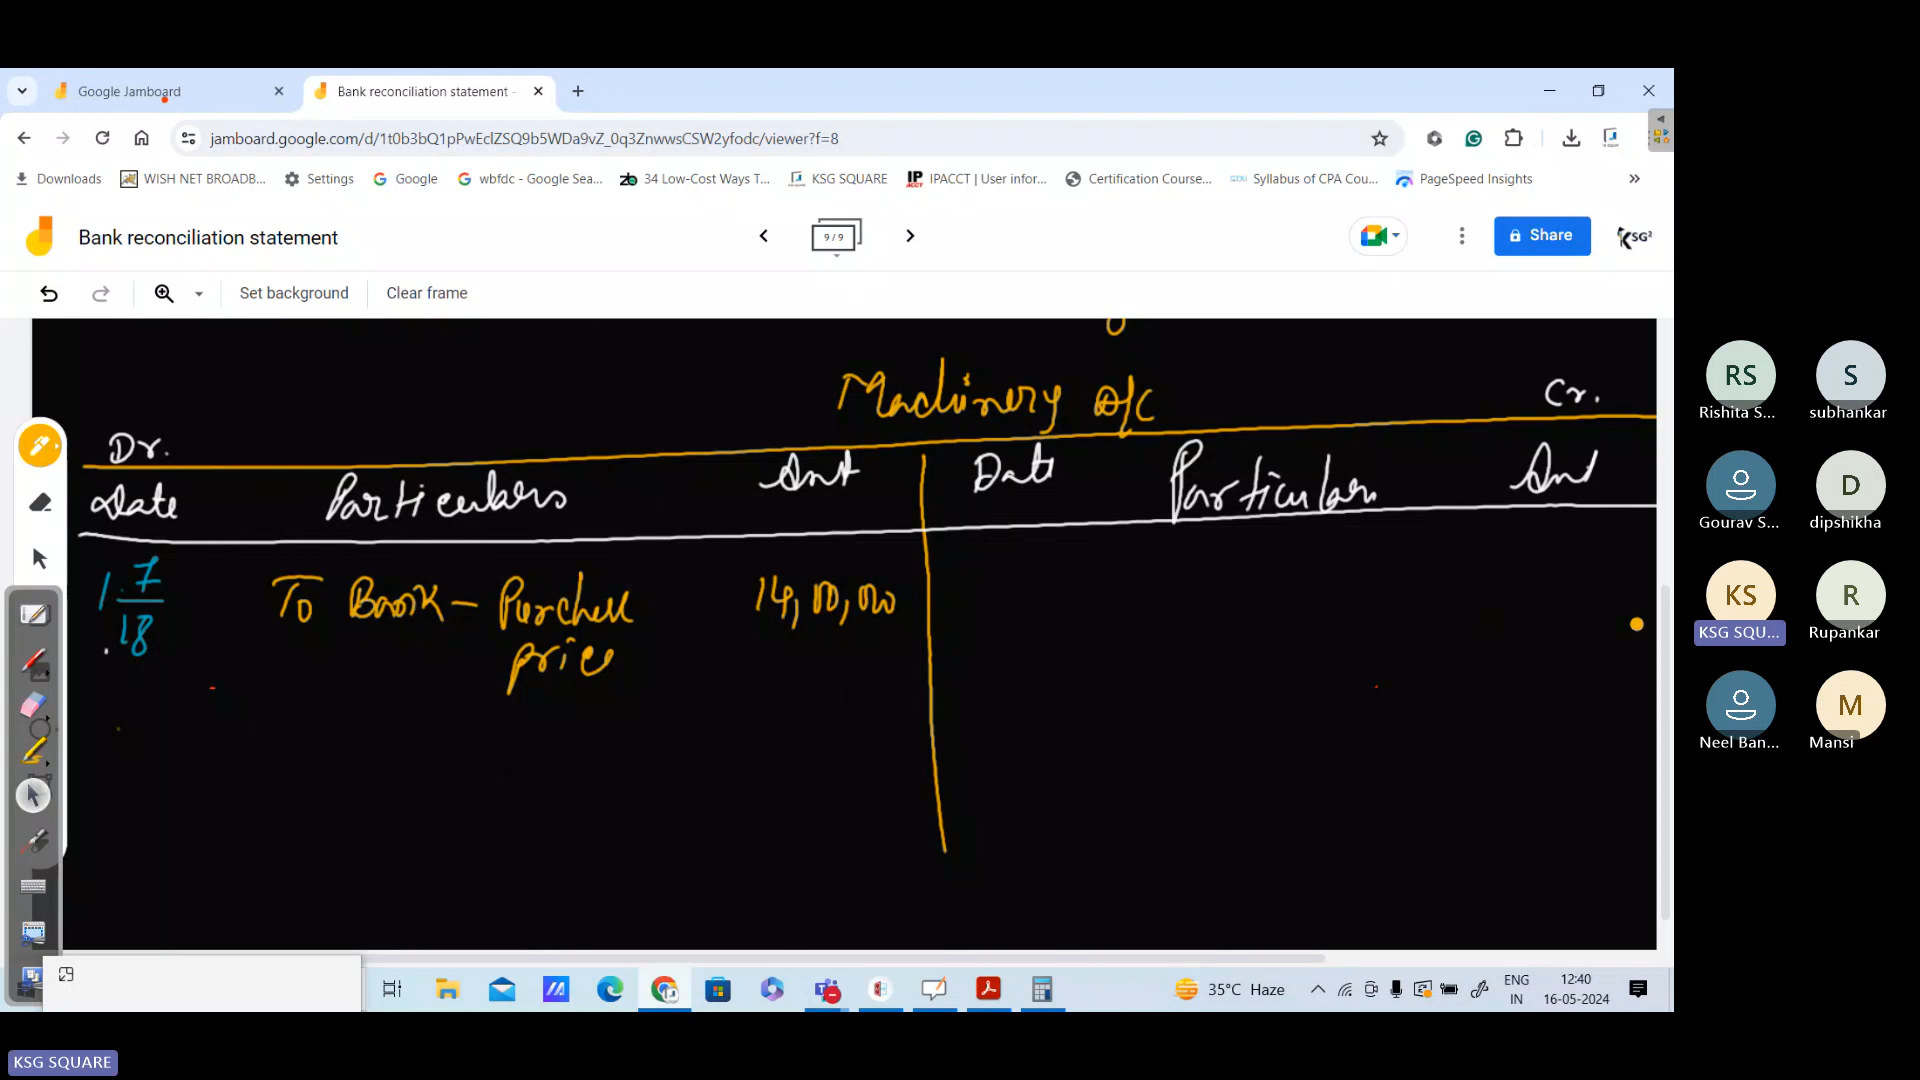 Google Jamboard
Bank reconciliation statement -
jamboard.google.com/d/1t0b3bQ1pPwEclZSQ9b5WDa9vZ_0q3ZnwwsCSW2yfodc/viewer?f=8
Downloads WISH NET BROADB... Settings Google wbfdc - Google Sea... 34 Low-Cost Ways T... KSG SQUARE IPACCT | User infor... Certification Course... Syllabus of CPA Cou... PageSpeed Insights
Bank reconciliation statement
9 / 9
Share
KSG²
Set background Clear frame
Machinery A/C
Dr. Cr.
Date Particulars Amt Date Particulars Amt
1.7
18
To Bank - Purchase
price
14,00,000
RS S
Rishita S... subhankar
D
Gourav S... dipshikha
KS R
KSG SQU... Rupankar
M
Neel Ban... Mansi
35°C Haze
ENG
IN
12:40
16-05-2024
KSG SQUARE